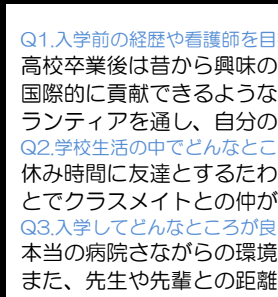 Q1.入学前の経歴や看護師を目
高校卒業後は昔から興味の
国際的に貢献できるような
ランティアを通し、自分の
Q2.学校生活の中でどんなとこ
休み時間に友達とするたわ
とでクラスメイトとの仲が
Q3.入学してどんなところが良
本当の病院さながらの環境
また、先生や先輩との距離